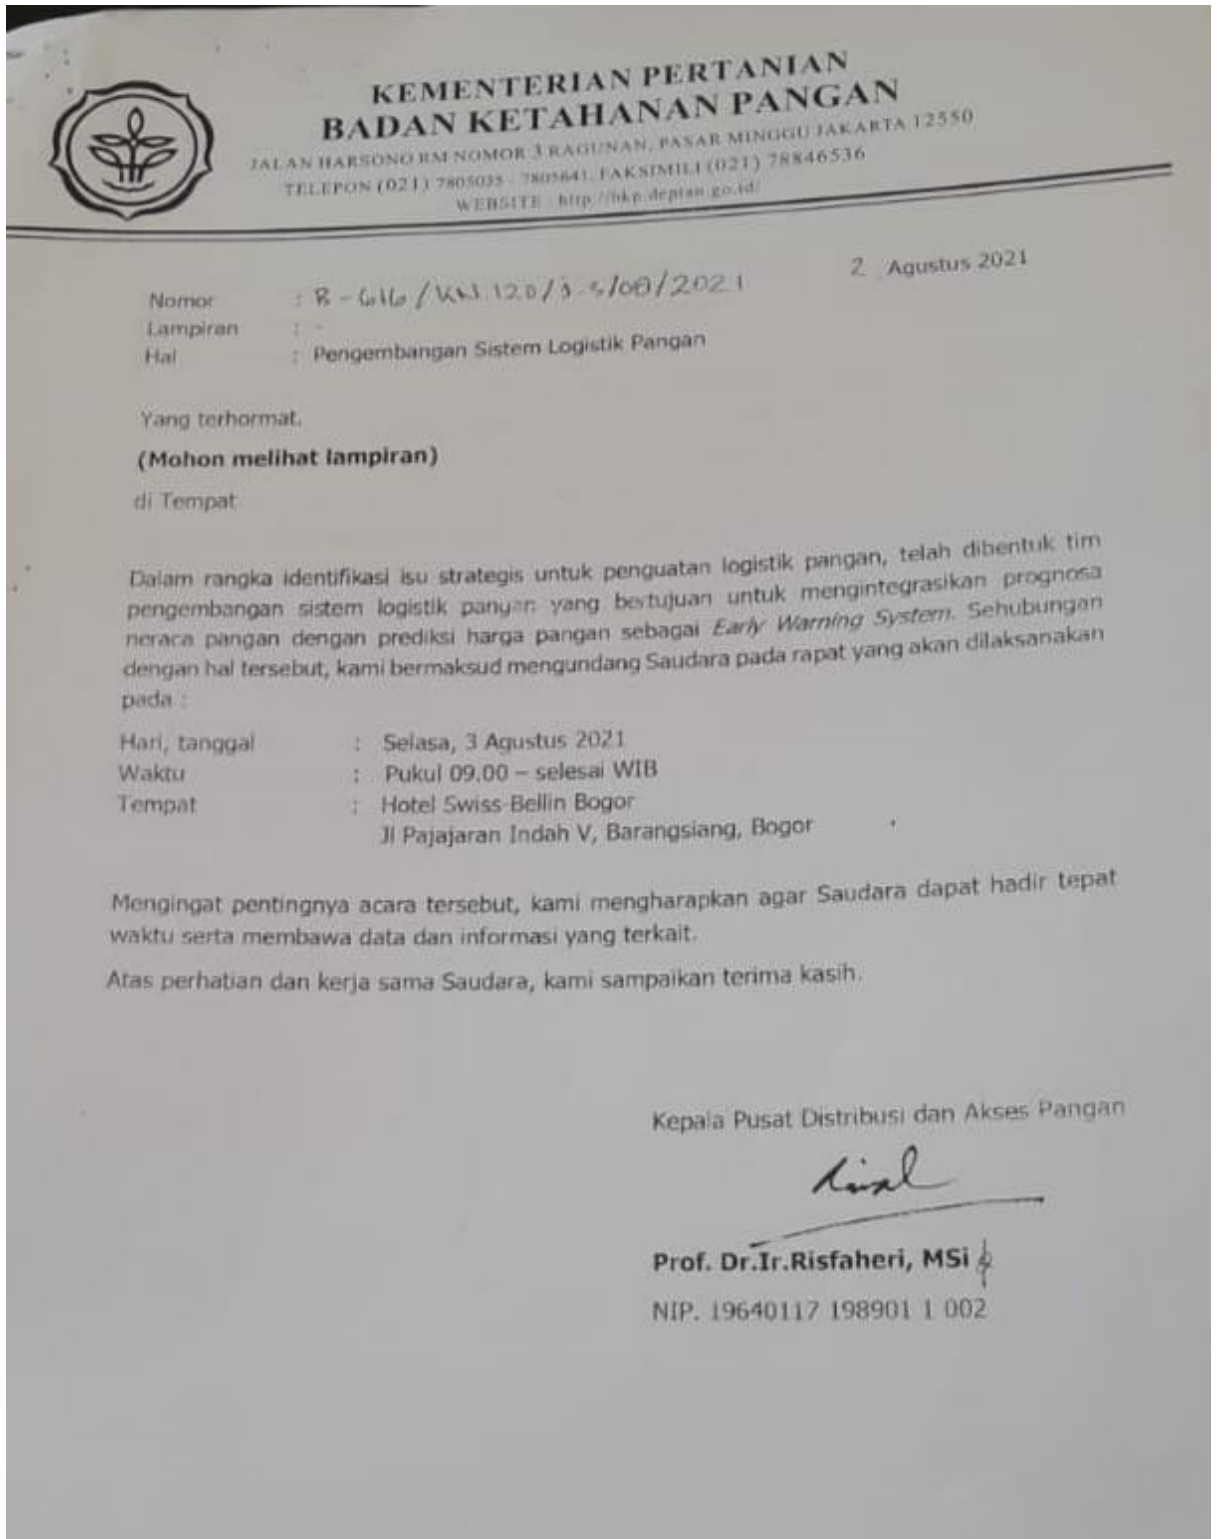 KEMENTERIAN PERTANIAN
BADAN KETAHANAN PANGAN
JALAN HARSONO RM NOMOR 3 RAGUNAN, PASAR MINGGU JAKARTA 12550
TELEPON (021) 7805035 - 7805641, FAKSIMILI (021) 78846536
WEBSITE : http://bkp.deptan.go.id/
2 Agustus 2021
Nomor : B-616/KN.120/J.3/08/2021
Lampiran : -
Hal : Pengembangan Sistem Logistik Pangan
Yang terhormat,
(Mohon melihat lampiran)
di Tempat
Dalam rangka identifikasi isu strategis untuk penguatan logistik pangan, telah dibentuk tim
pengembangan sistem logistik pangan yang bertujuan untuk mengintegrasikan prognosa
neraca pangan dengan prediksi harga pangan sebagai Early Warning System. Sehubungan
dengan hal tersebut, kami bermaksud mengundang Saudara pada rapat yang akan dilaksanakan
pada :
Hari, tanggal : Selasa, 3 Agustus 2021
Waktu : Pukul 09.00 – selesai WIB
Tempat : Hotel Swiss-Bellin Bogor
Jl Pajajaran Indah V, Barangsiang, Bogor
Mengingat pentingnya acara tersebut, kami mengharapkan agar Saudara dapat hadir tepat
waktu serta membawa data dan informasi yang terkait.
Atas perhatian dan kerja sama Saudara, kami sampaikan terima kasih.
Kepala Pusat Distribusi dan Akses Pangan
Prof. Dr.Ir.Risfaheri, MSi
NIP. 19640117 198901 1 002